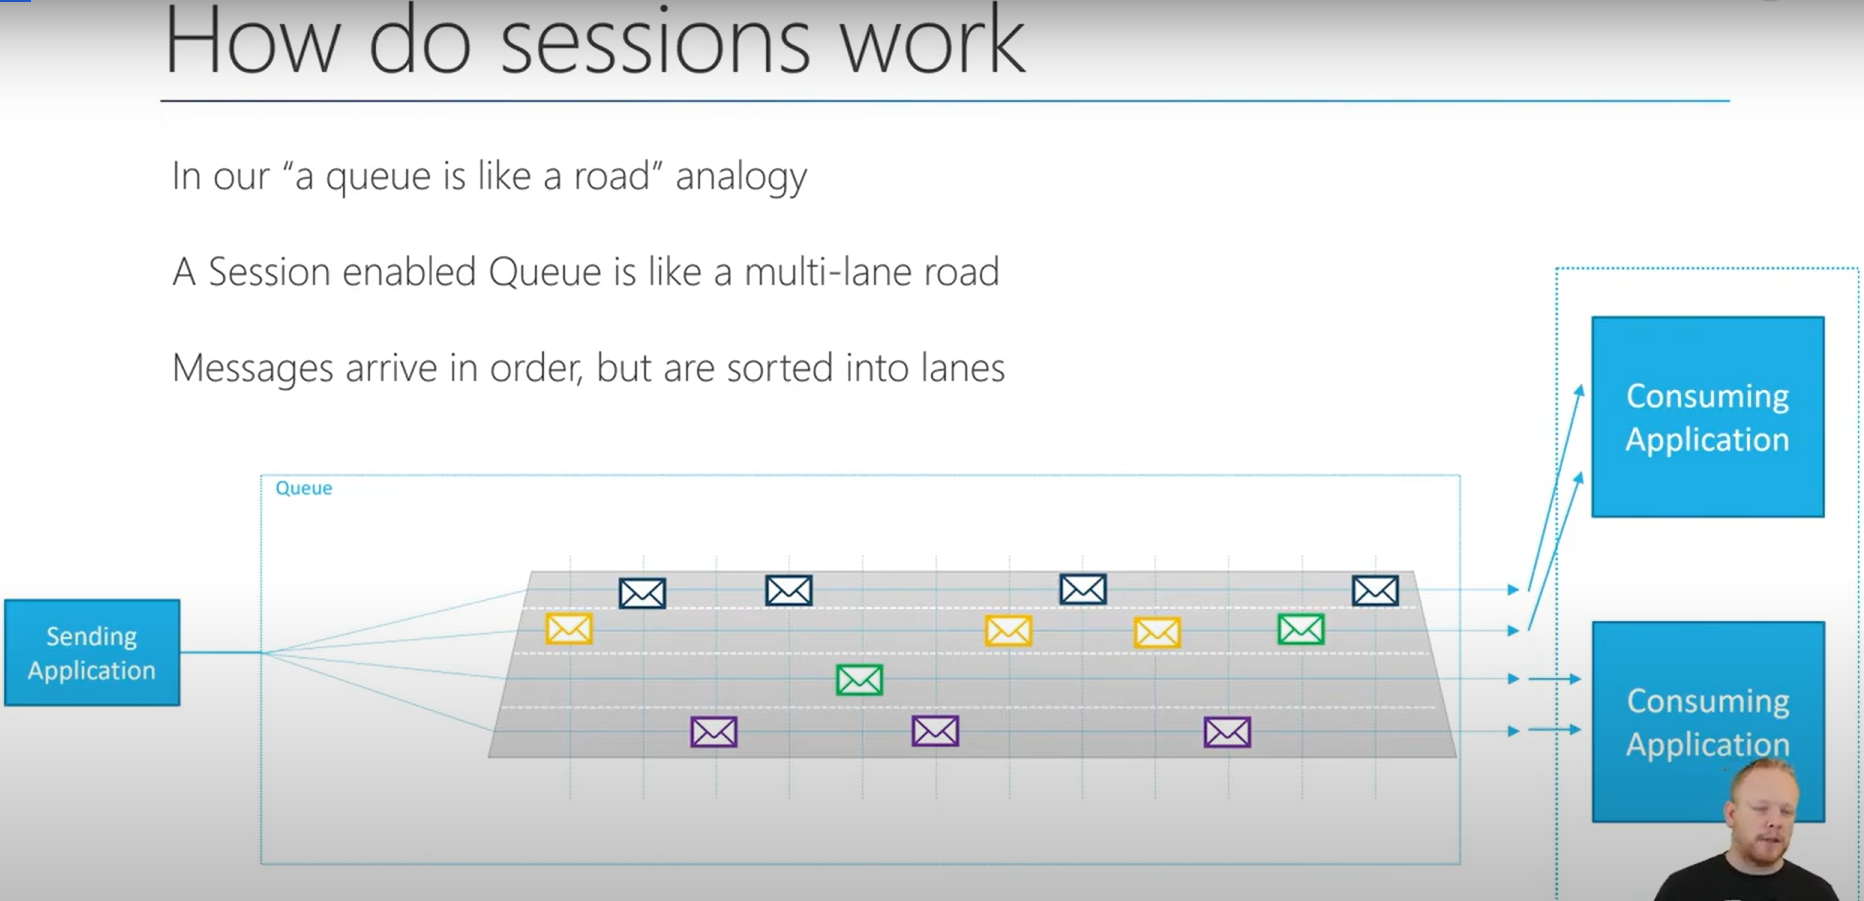 How do sessions work
In our “a queue is like a road” analogy
A Session enabled Queue is like a multi-lane road
Messages arrive in order, but are sorted into lanes
Queue
Sending
Application
Consuming
Application
Consuming
Application